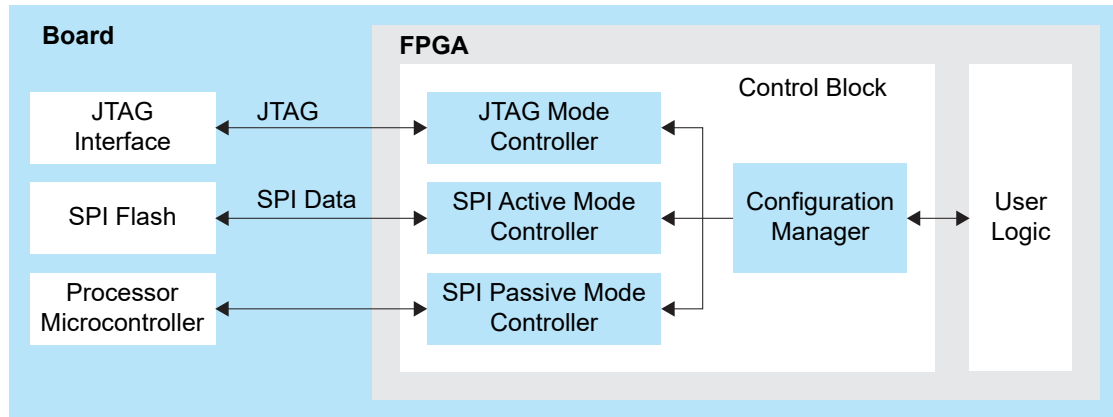 Board
FPGA
Control Block
JTAG
Interface
JTAG
JTAG Mode
Controller
SPI Flash
SPI Data
SPI Active Mode
Controller
Configuration
Manager
User
Logic
Processor
Microcontroller
SPI Passive Mode
Controller